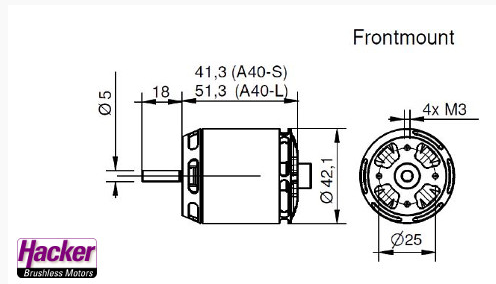 Frontmount
41,3 (A40-S)
18 51,3 (A40-L)
4x M3
Ø5
Ø42,1
Ø25
Hacker
Brushless Motors